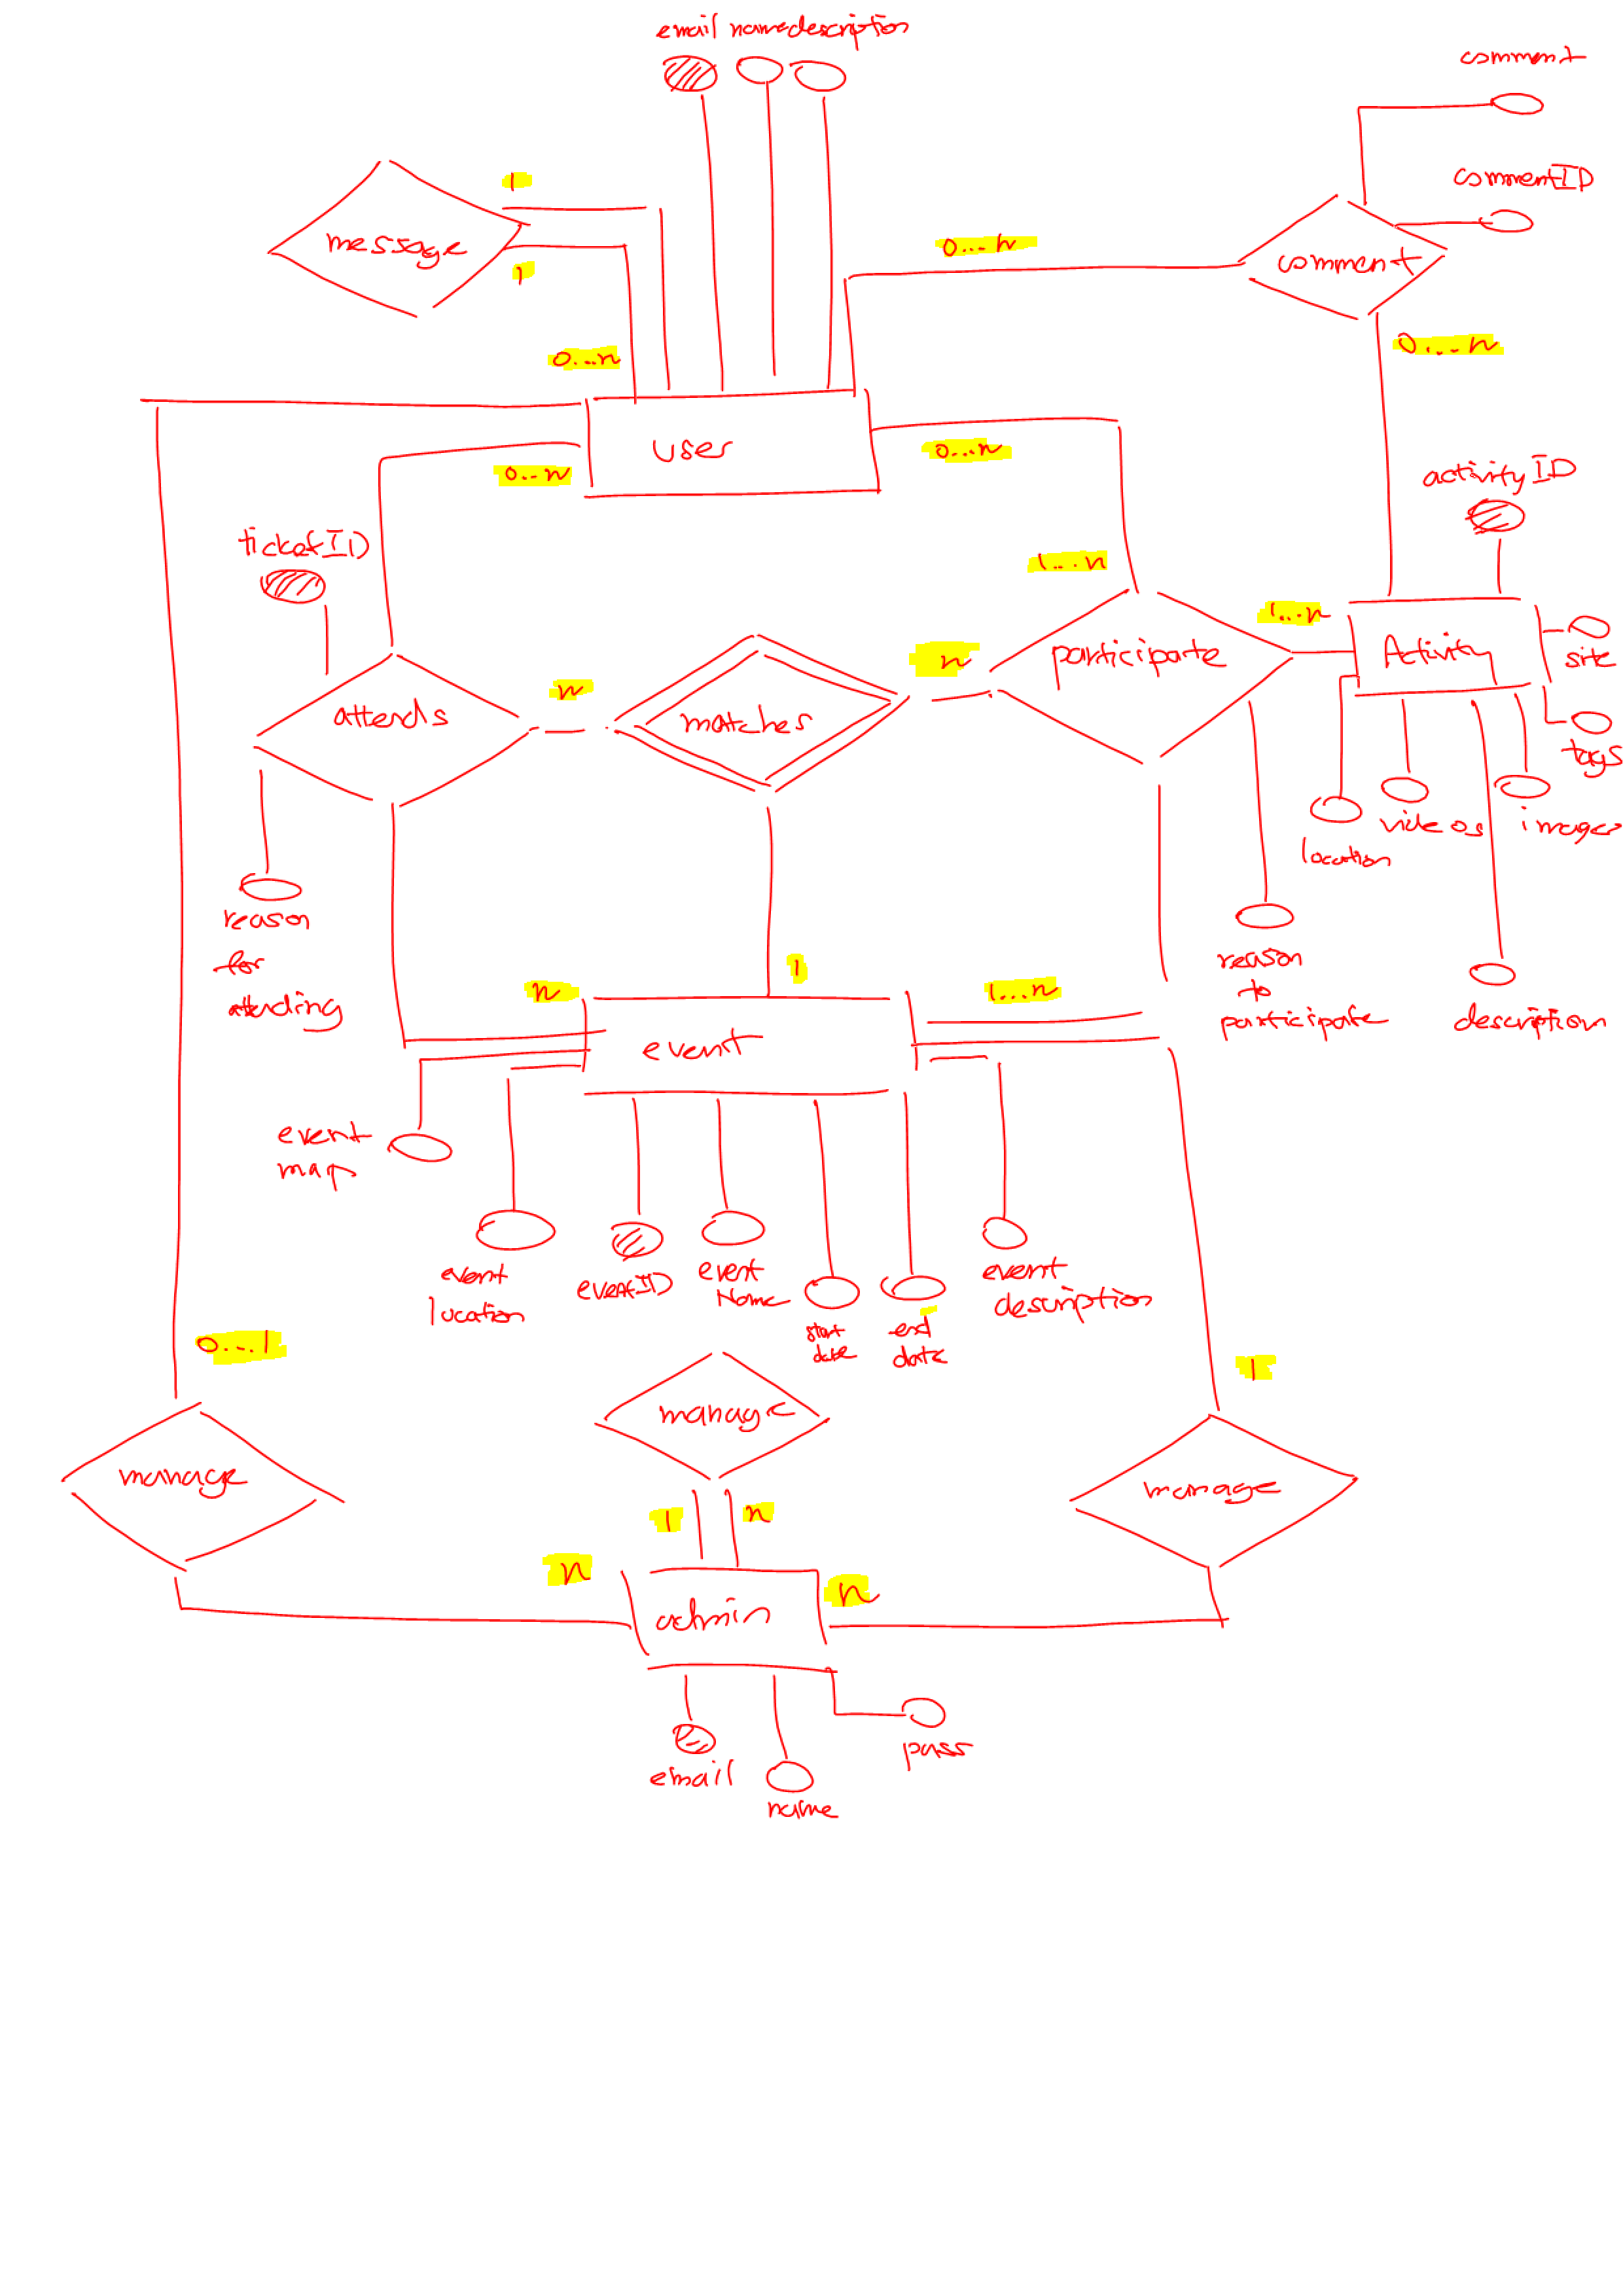 email name description
comment
commentID
1
message
1
0...n
comment
0...n
0...n
user
0...n
0...n
activityID
ticketID
1...n
1...n
n
n
participate
Activity
site
attends
matches
tags
videos
images
location
reason
for
attending
reason
to
participate
description
1
n
1...n
event
event
map
event
location
eventID
event
Name
start
date
end
date
event
description
0...1
1
manage
manage
manage
1
n
n
n
admin
pass
email
name